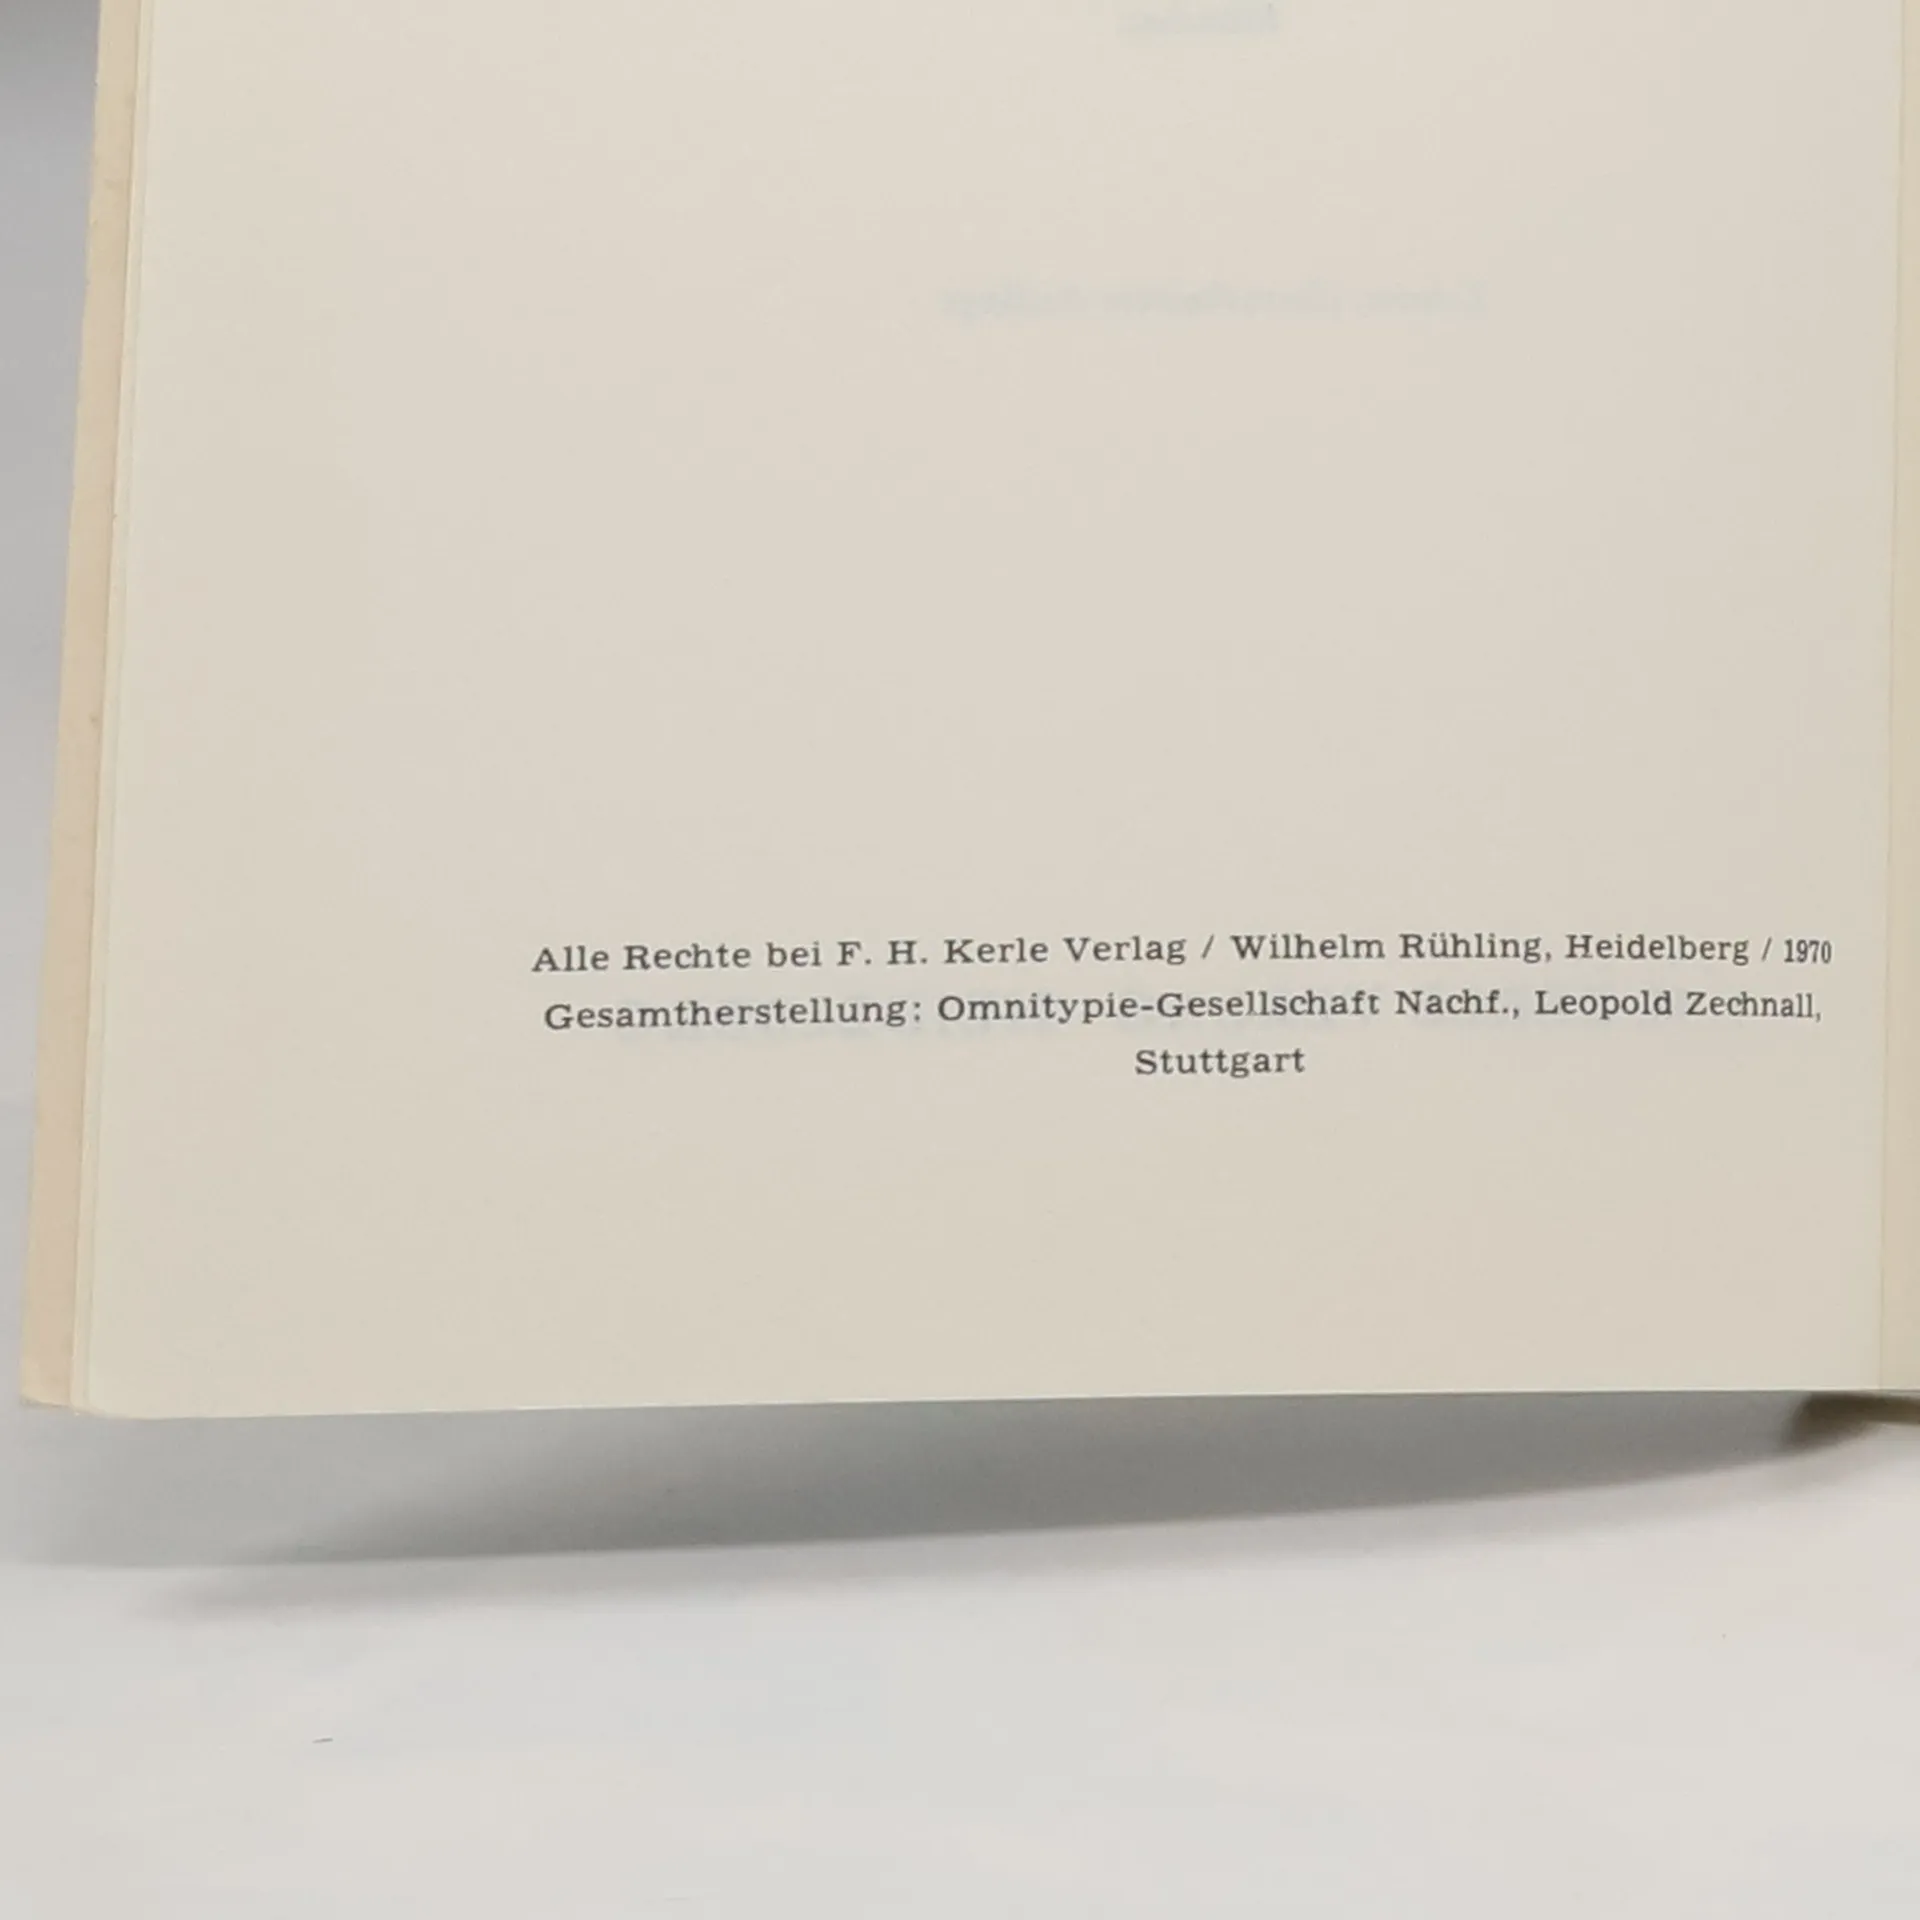 Alle Rechte bei F. H. Kerle Verlag / Wilhelm Rühling, Heidelberg / 1970
Gesamtherstellung: Omnitypie-Gesellschaft Nachf., Leopold Zechnall,
Stuttgart